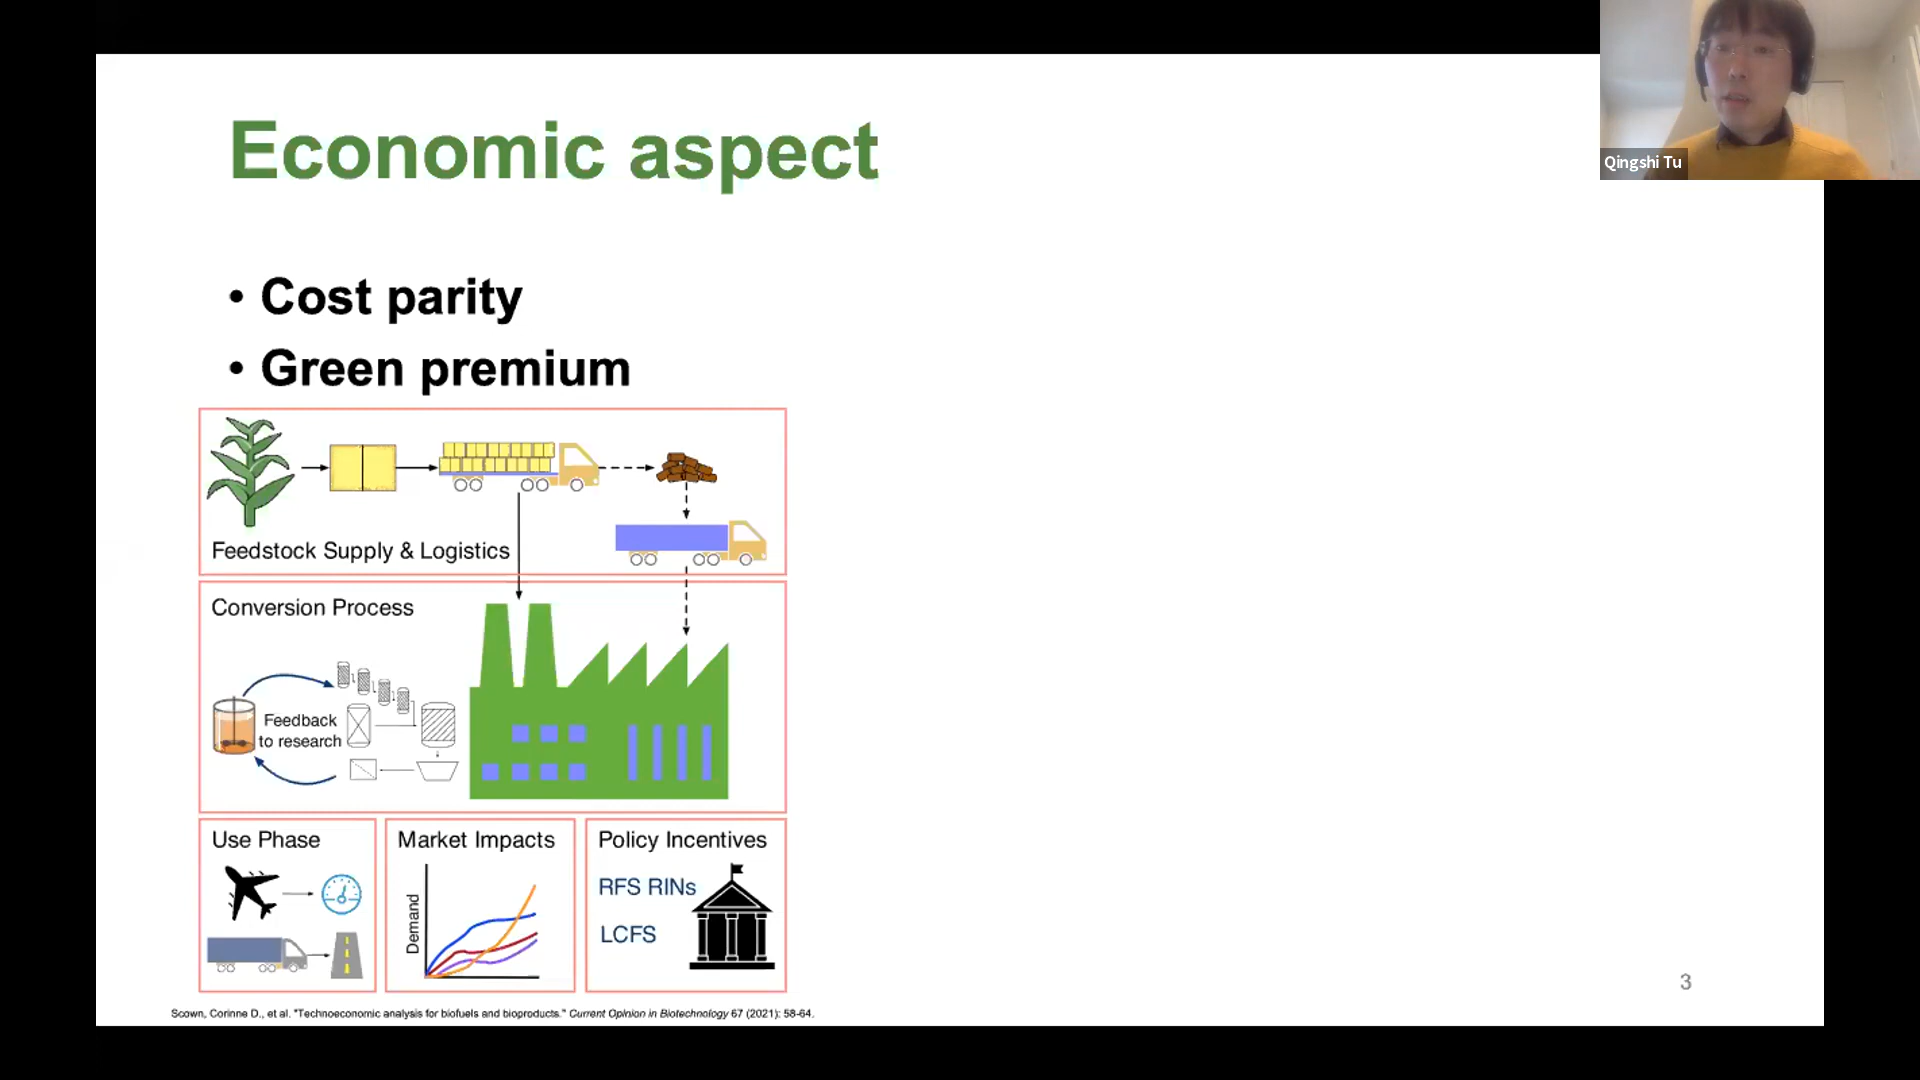 Qingshi Tu
Economic aspect
• Cost parity
• Green premium
Feedstock Supply & Logistics
Conversion Process
Feedback
to research
Use Phase
Market Impacts
Demand
Policy Incentives
RFS RINs
LCFS
3
Scown, Corinne D., et al. "Technoeconomic analysis for biofuels and bioproducts." Current Opinion in Biotechnology 67 (2021): 58-64.